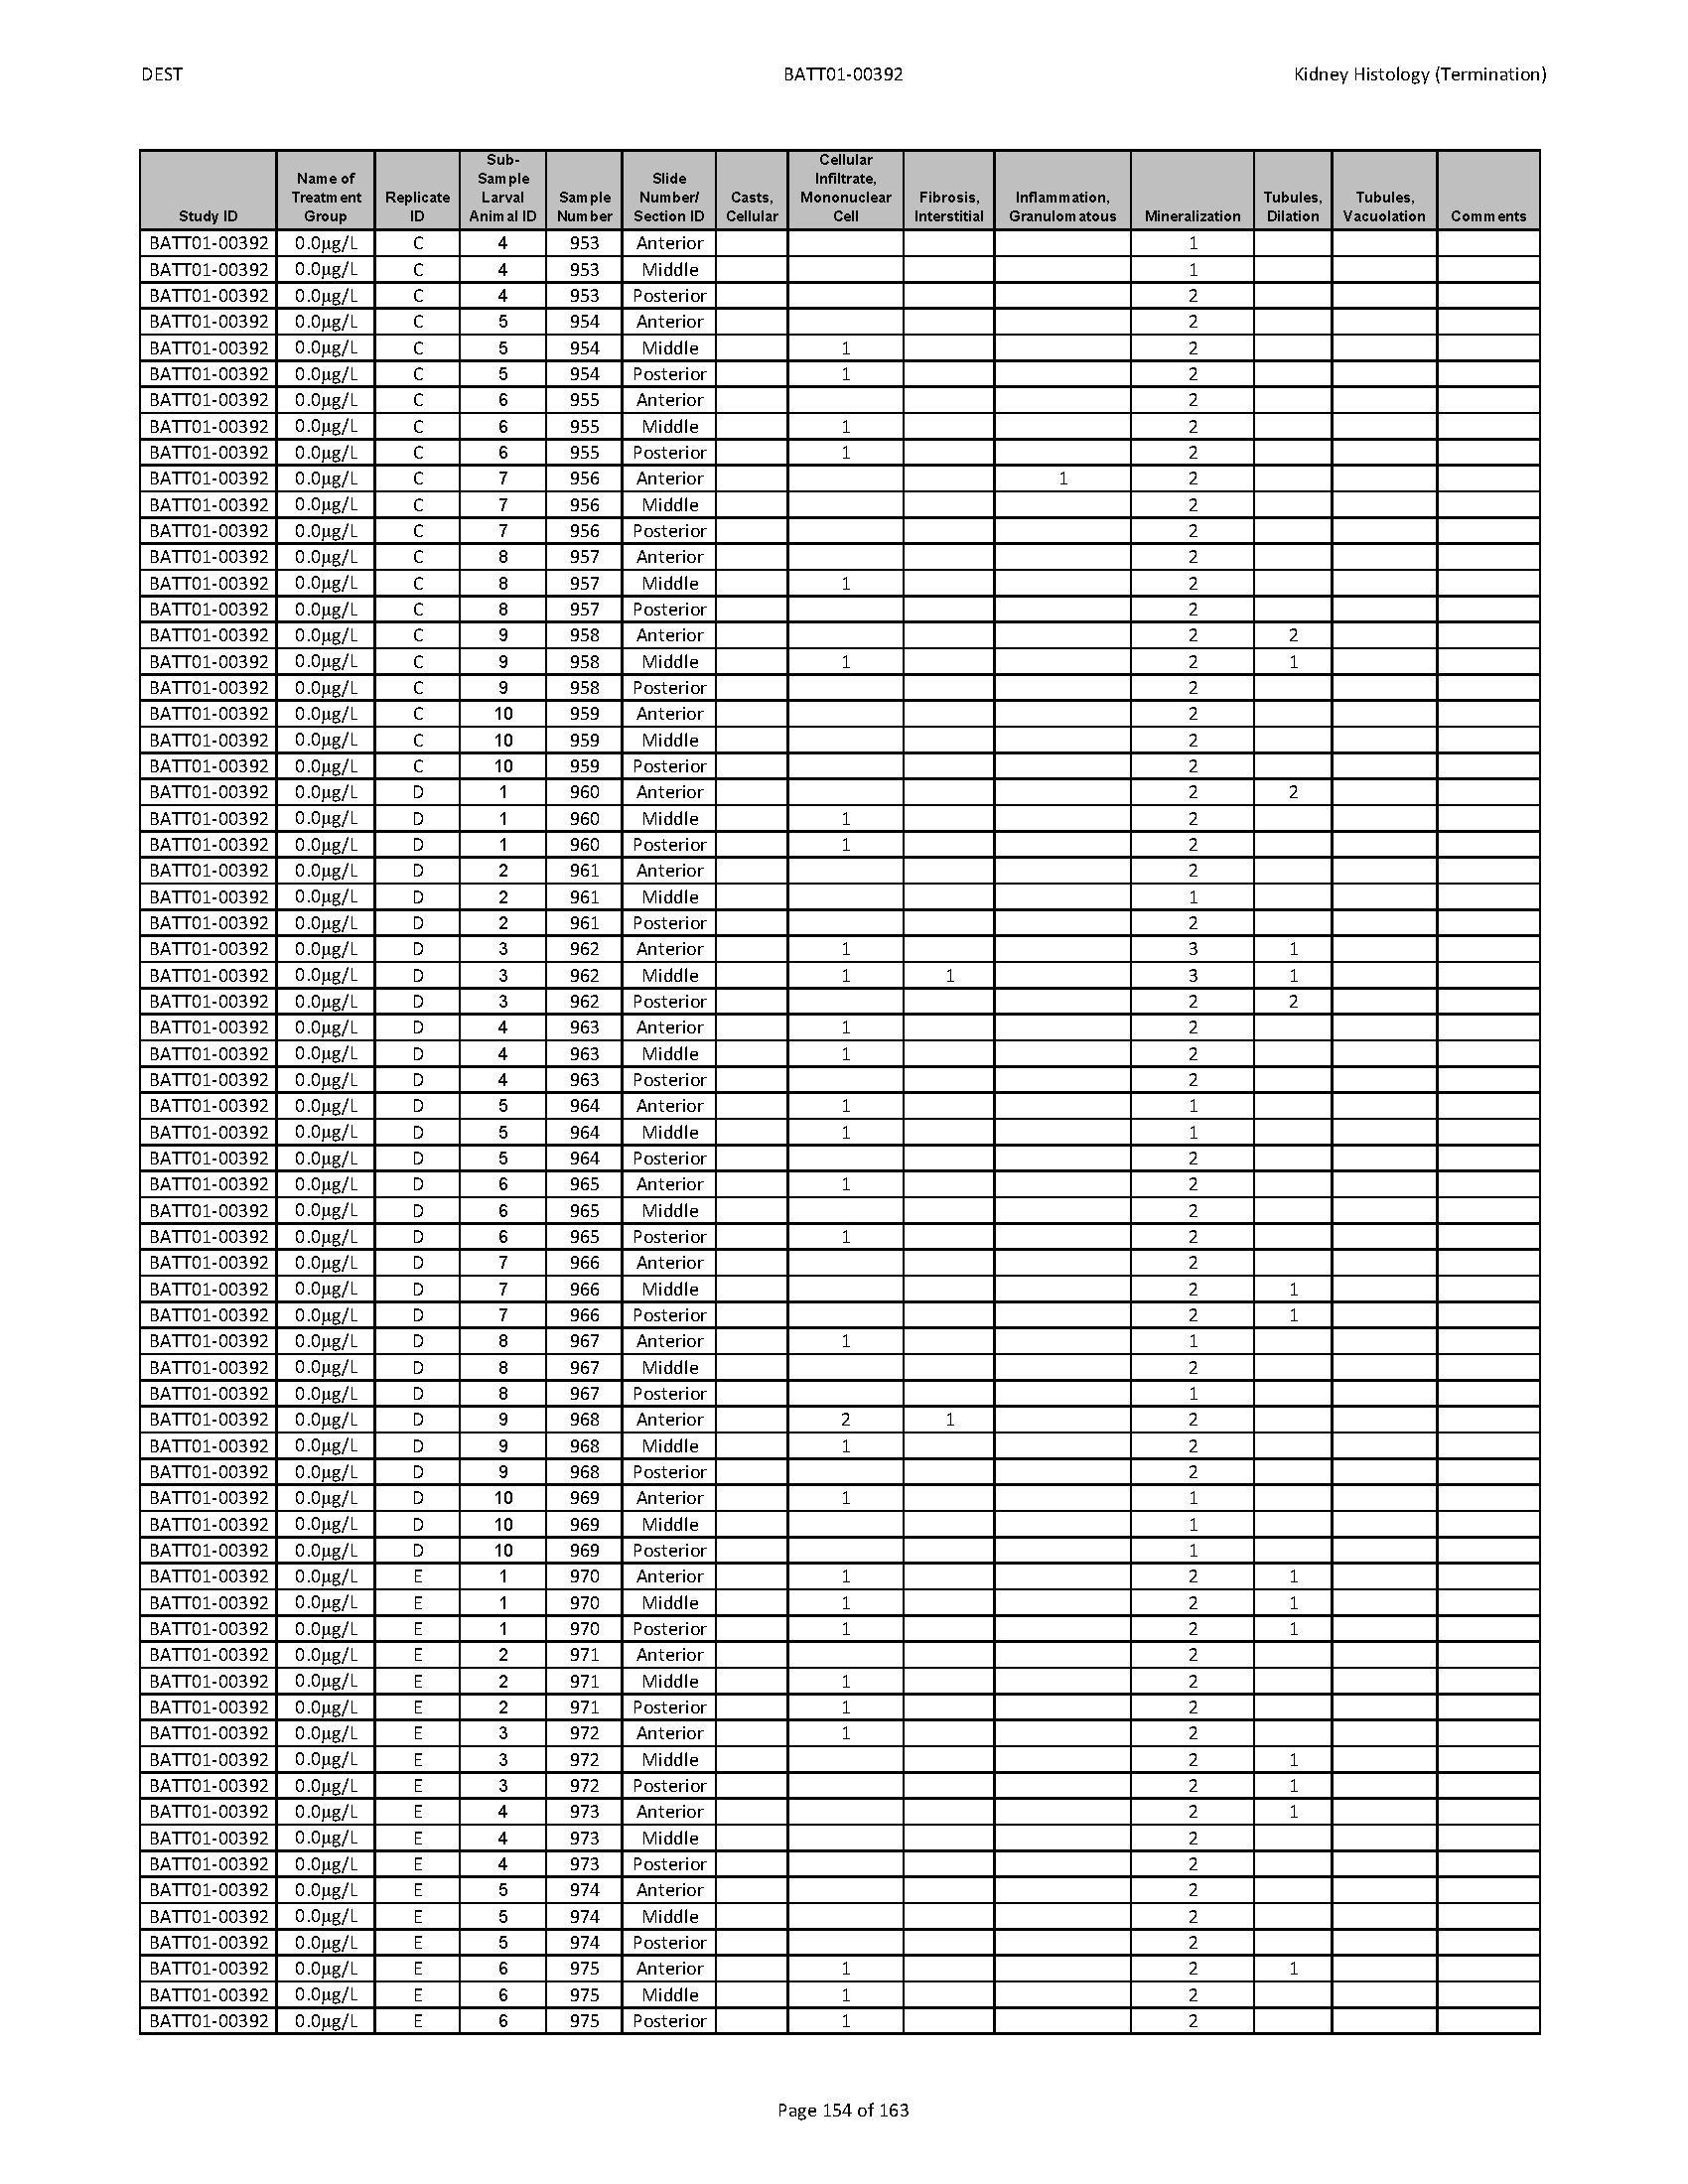 DEST BATT01-00392 Kidney Histology (Termination)
Study ID Name of Treatment Group Replicate ID Sub-Sample Larval Animal ID Sample Number Slide Number/ Section ID Casts, Cellular Cellular Infiltrate, Mononuclear Cell Fibrosis, Interstitial Inflammation, Granulomatous Mineralization Tubules, Dilation Tubules, Vacuolation Comments
BATT01-00392 0.0µg/L C 4 953 Anterior 1
BATT01-00392 0.0µg/L C 4 953 Middle 1
BATT01-00392 0.0µg/L C 4 953 Posterior 2
BATT01-00392 0.0µg/L C 5 954 Anterior 2
BATT01-00392 0.0µg/L C 5 954 Middle 1 2
BATT01-00392 0.0µg/L C 5 954 Posterior 1 2
BATT01-00392 0.0µg/L C 6 955 Anterior 2
BATT01-00392 0.0µg/L C 6 955 Middle 1 2
BATT01-00392 0.0µg/L C 6 955 Posterior 1 2
BATT01-00392 0.0µg/L C 7 956 Anterior 1 2
BATT01-00392 0.0µg/L C 7 956 Middle 2
BATT01-00392 0.0µg/L C 7 956 Posterior 2
BATT01-00392 0.0µg/L C 8 957 Anterior 2
BATT01-00392 0.0µg/L C 8 957 Middle 1 2
BATT01-00392 0.0µg/L C 8 957 Posterior 2
BATT01-00392 0.0µg/L C 9 958 Anterior 2 2
BATT01-00392 0.0µg/L C 9 958 Middle 1 2 1
BATT01-00392 0.0µg/L C 9 958 Posterior 2
BATT01-00392 0.0µg/L C 10 959 Anterior 2
BATT01-00392 0.0µg/L C 10 959 Middle 2
BATT01-00392 0.0µg/L C 10 959 Posterior 2
BATT01-00392 0.0µg/L D 1 960 Anterior 2 2
BATT01-00392 0.0µg/L D 1 960 Middle 1 2
BATT01-00392 0.0µg/L D 1 960 Posterior 1 2
BATT01-00392 0.0µg/L D 2 961 Anterior 2
BATT01-00392 0.0µg/L D 2 961 Middle 1
BATT01-00392 0.0µg/L D 2 961 Posterior 2
BATT01-00392 0.0µg/L D 3 962 Anterior 1 3 1
BATT01-00392 0.0µg/L D 3 962 Middle 1 1 3 1
BATT01-00392 0.0µg/L D 3 962 Posterior 2 2
BATT01-00392 0.0µg/L D 4 963 Anterior 1 2
BATT01-00392 0.0µg/L D 4 963 Middle 1 2
BATT01-00392 0.0µg/L D 4 963 Posterior 2
BATT01-00392 0.0µg/L D 5 964 Anterior 1 1
BATT01-00392 0.0µg/L D 5 964 Middle 1 1
BATT01-00392 0.0µg/L D 5 964 Posterior 2
BATT01-00392 0.0µg/L D 6 965 Anterior 1 2
BATT01-00392 0.0µg/L D 6 965 Middle 2
BATT01-00392 0.0µg/L D 6 965 Posterior 1 2
BATT01-00392 0.0µg/L D 7 966 Anterior 2
BATT01-00392 0.0µg/L D 7 966 Middle 2 1
BATT01-00392 0.0µg/L D 7 966 Posterior 2 1
BATT01-00392 0.0µg/L D 8 967 Anterior 1 1
BATT01-00392 0.0µg/L D 8 967 Middle 2
BATT01-00392 0.0µg/L D 8 967 Posterior 1
BATT01-00392 0.0µg/L D 9 968 Anterior 2 1 2
BATT01-00392 0.0µg/L D 9 968 Middle 1 2
BATT01-00392 0.0µg/L D 9 968 Posterior 2
BATT01-00392 0.0µg/L D 10 969 Anterior 1 1
BATT01-00392 0.0µg/L D 10 969 Middle 1
BATT01-00392 0.0µg/L D 10 969 Posterior 1
BATT01-00392 0.0µg/L E 1 970 Anterior 1 2 1
BATT01-00392 0.0µg/L E 1 970 Middle 1 2 1
BATT01-00392 0.0µg/L E 1 970 Posterior 1 2 1
BATT01-00392 0.0µg/L E 2 971 Anterior 2
BATT01-00392 0.0µg/L E 2 971 Middle 1 2
BATT01-00392 0.0µg/L E 2 971 Posterior 1 2
BATT01-00392 0.0µg/L E 3 972 Anterior 1 2
BATT01-00392 0.0µg/L E 3 972 Middle 2 1
BATT01-00392 0.0µg/L E 3 972 Posterior 2 1
BATT01-00392 0.0µg/L E 4 973 Anterior 2 1
BATT01-00392 0.0µg/L E 4 973 Middle 2
BATT01-00392 0.0µg/L E 4 973 Posterior 2
BATT01-00392 0.0µg/L E 5 974 Anterior 2
BATT01-00392 0.0µg/L E 5 974 Middle 2
BATT01-00392 0.0µg/L E 5 974 Posterior 2
BATT01-00392 0.0µg/L E 6 975 Anterior 1 2 1
BATT01-00392 0.0µg/L E 6 975 Middle 1 2
BATT01-00392 0.0µg/L E 6 975 Posterior 1 2
Page 154 of 163